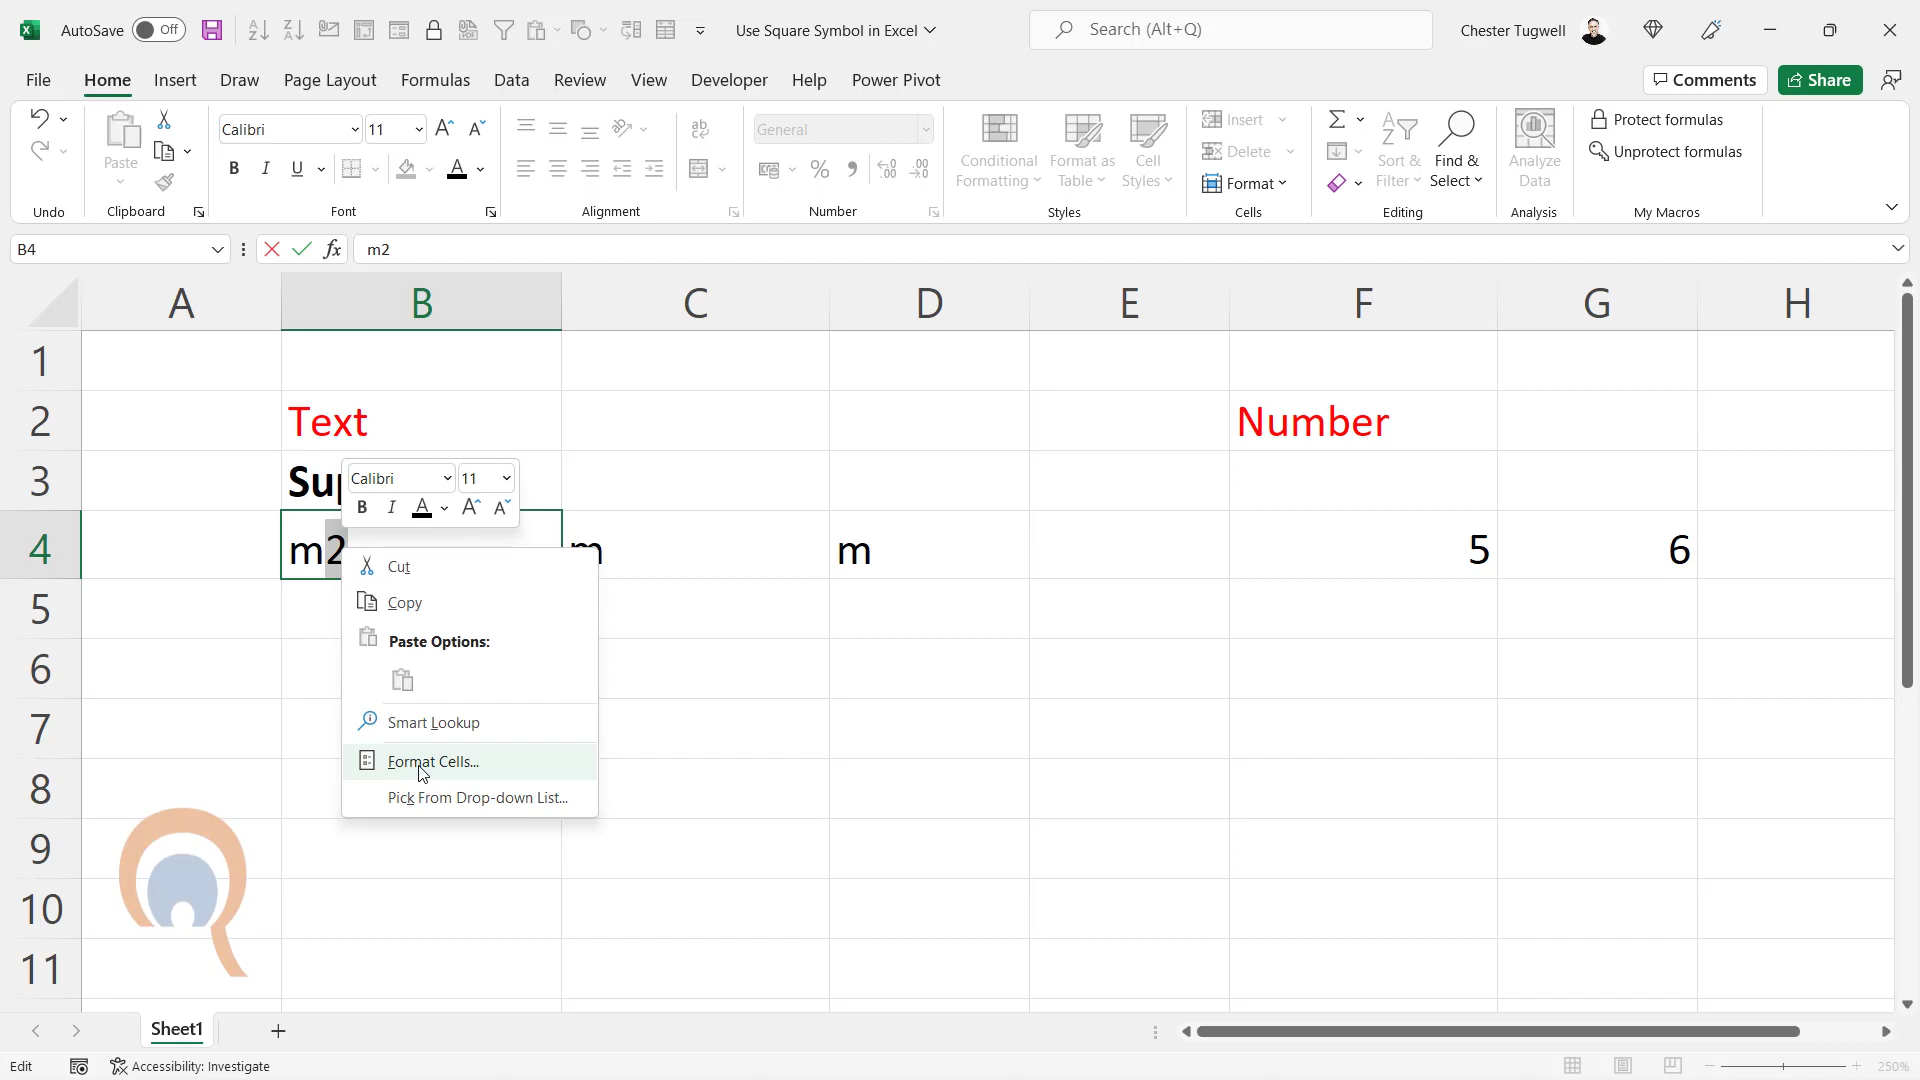 AutoSave Off Use Square Symbol in Excel Search (Alt+Q) Chester Tugwell
File Home Insert Draw Page Layout Formulas Data Review View Developer Help Power Pivot Comments Share
Calibri 11 General
Paste B I U A Conditional Formatting Format as Table Cell Styles Insert Delete Format Sort & Filter Find & Select Analyze Data Protect formulas Unprotect formulas
Undo Clipboard Font Alignment Number Styles Cells Editing Analysis My Macros
B4 fx m2
A B C D E F G H
1
2 Text Number
3 Sup
Calibri 11
B I A A A
4 m2 m m 5 6
Cut
Copy
5
Paste Options:
6
7 Smart Lookup
Format Cells...
8 Pick From Drop-down List...
9
10
11
Sheet1
Edit Accessibility: Investigate 250%